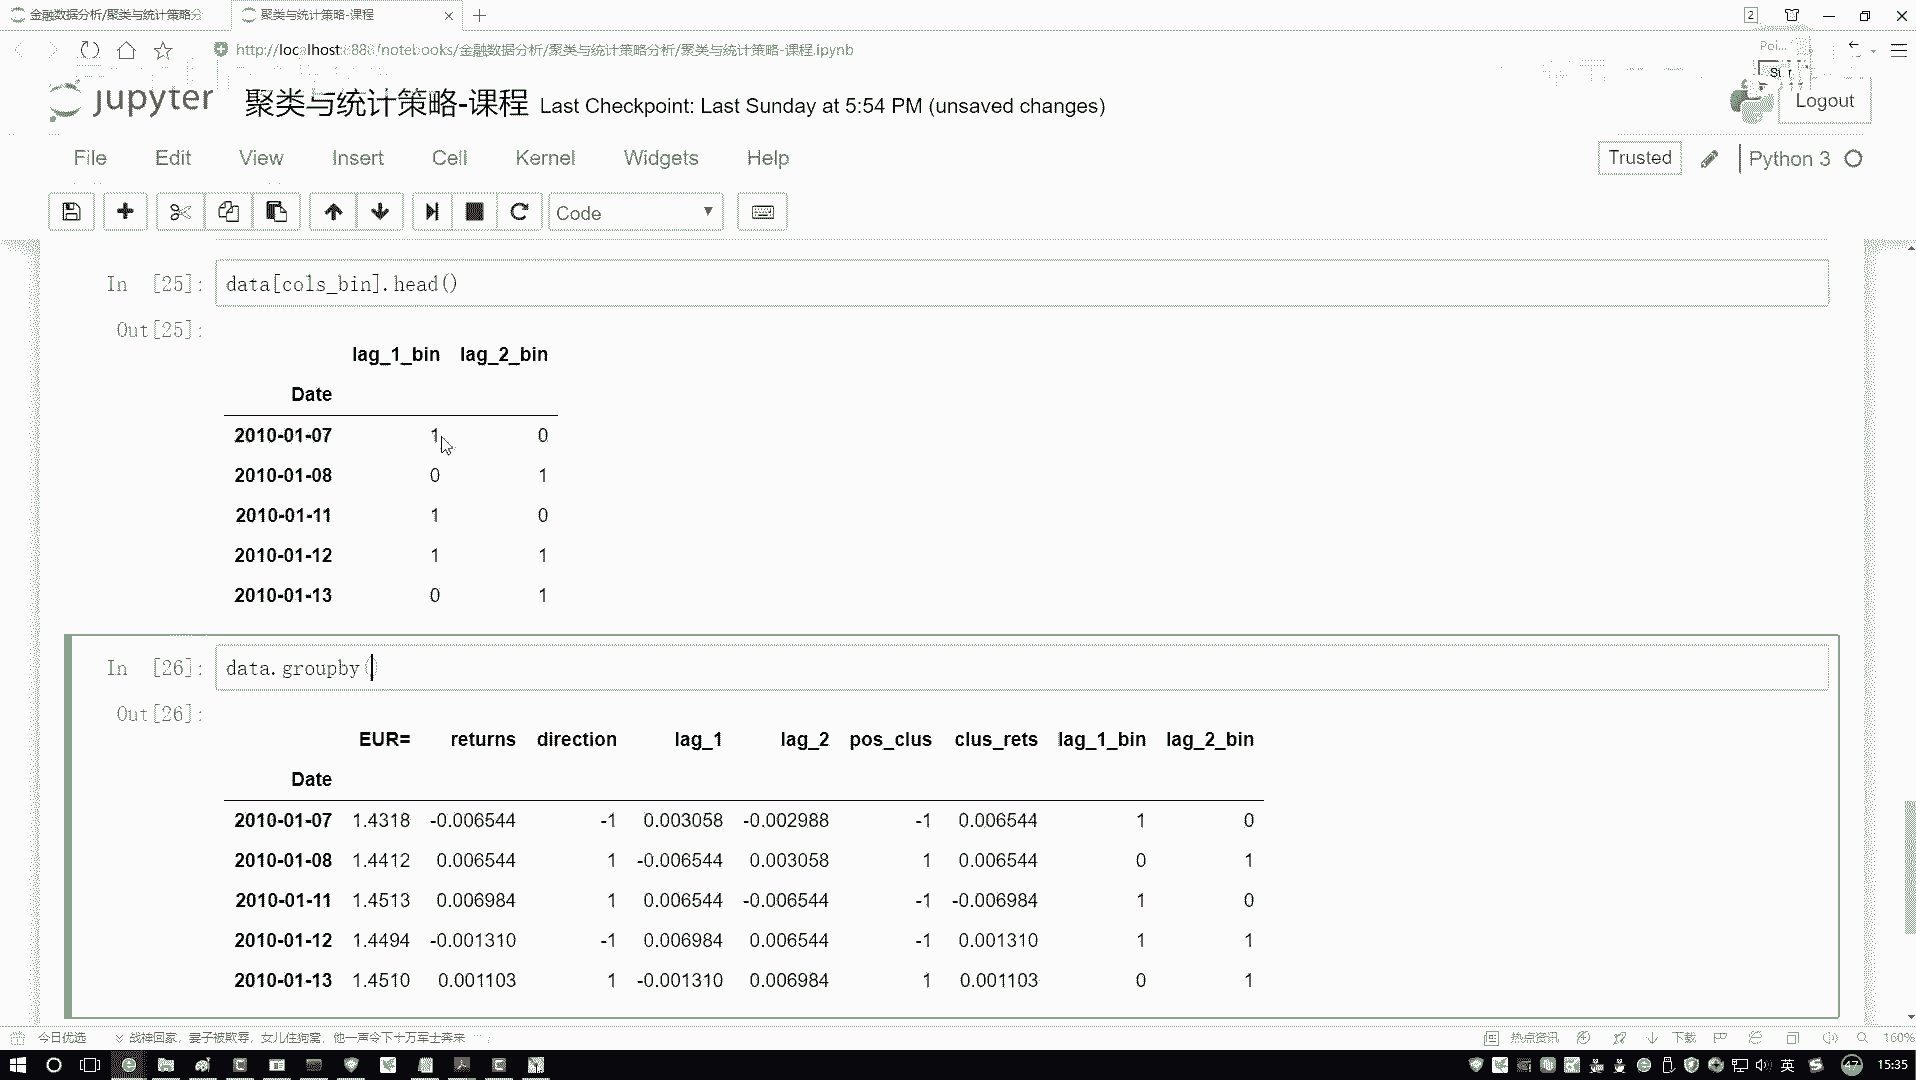 金融数据分析/聚类与统计策略分
聚类与统计策略-课程
2
http://localhost:8888/notebooks/金融数据分析/聚类与统计策略分析/聚类与统计策略-课程.ipynb
Poi...
jupyter 聚类与统计策略-课程 Last Checkpoint: Last Sunday at 5:54 PM (unsaved changes)
Logout
File Edit View Insert Cell Kernel Widgets Help
Trusted Python 3
Code
In [25]: data[cols_bin].head()
Out[25]:
lag_1_bin lag_2_bin
Date
2010-01-07 1 0
2010-01-08 0 1
2010-01-11 1 0
2010-01-12 1 1
2010-01-13 0 1
In [26]: data.groupby()
Out[26]:
EUR= returns direction lag_1 lag_2 pos_clus clus_rets lag_1_bin lag_2_bin
Date
2010-01-07 1.4318 -0.006544 -1 0.003058 -0.002988 -1 0.006544 1 0
2010-01-08 1.4412 0.006544 1 -0.006544 0.003058 1 0.006544 0 1
2010-01-11 1.4513 0.006984 1 0.006544 -0.006544 -1 -0.006984 1 0
2010-01-12 1.4494 -0.001310 -1 0.006984 0.006544 -1 0.001310 1 1
2010-01-13 1.4510 0.001103 1 -0.001310 0.006984 1 0.001103 0 1
今日优选 战神回家，妻子被欺辱，女儿住狗窝，他一声令下十万军士奔来
热点资讯 下载 160%
英 47 15:35